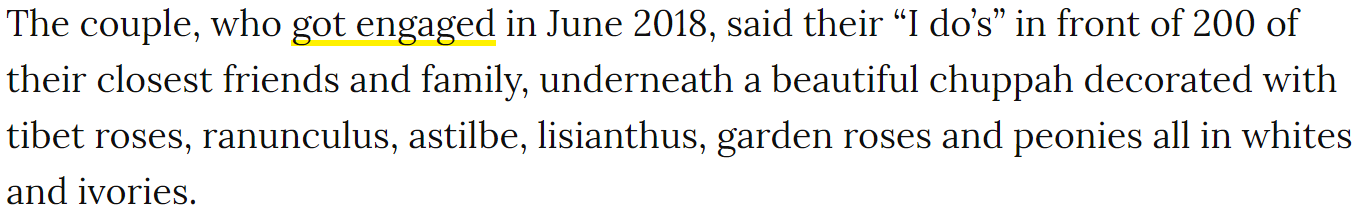 The couple, who got engaged in June 2018, said their “I do’s” in front of 200 of
their closest friends and family, underneath a beautiful chuppah decorated with
tibet roses, ranunculus, astilbe, lisianthus, garden roses and peonies all in whites
and ivories.